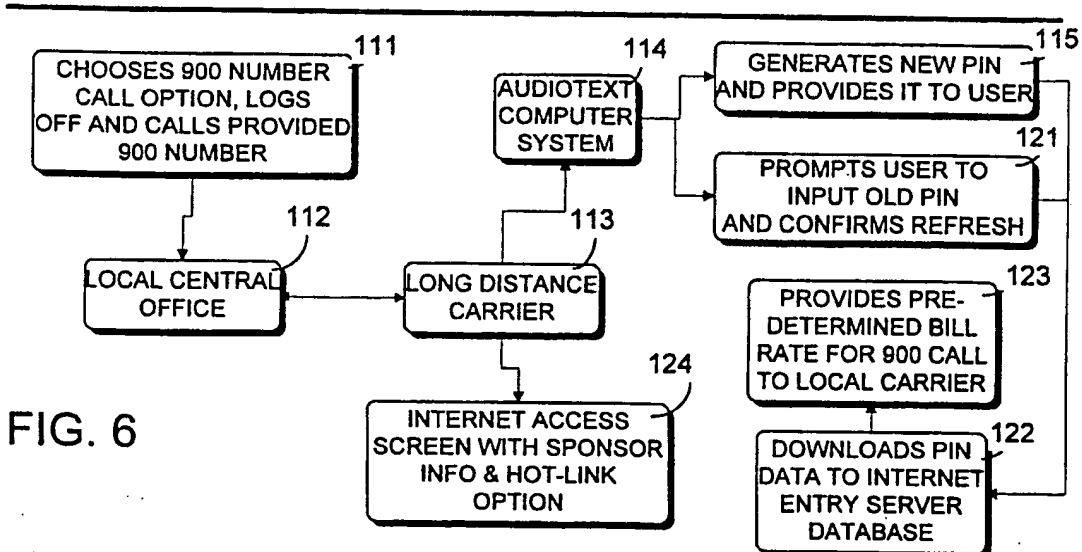 111
CHOOSES 900 NUMBER
CALL OPTION, LOGS
OFF AND CALLS PROVIDED
900 NUMBER
112
LOCAL CENTRAL
OFFICE
113
LONG DISTANCE
CARRIER
114
AUDIOTEXT
COMPUTER
SYSTEM
115
GENERATES NEW PIN
AND PROVIDES IT TO USER
121
PROMPTS USER TO
INPUT OLD PIN
AND CONFIRMS REFRESH
123
PROVIDES PRE-
DETERMINED BILL
RATE FOR 900 CALL
TO LOCAL CARRIER
124
INTERNET ACCESS
SCREEN WITH SPONSOR
INFO & HOT-LINK
OPTION
122
DOWNLOADS PIN
DATA TO INTERNET
ENTRY SERVER
DATABASE
FIG. 6